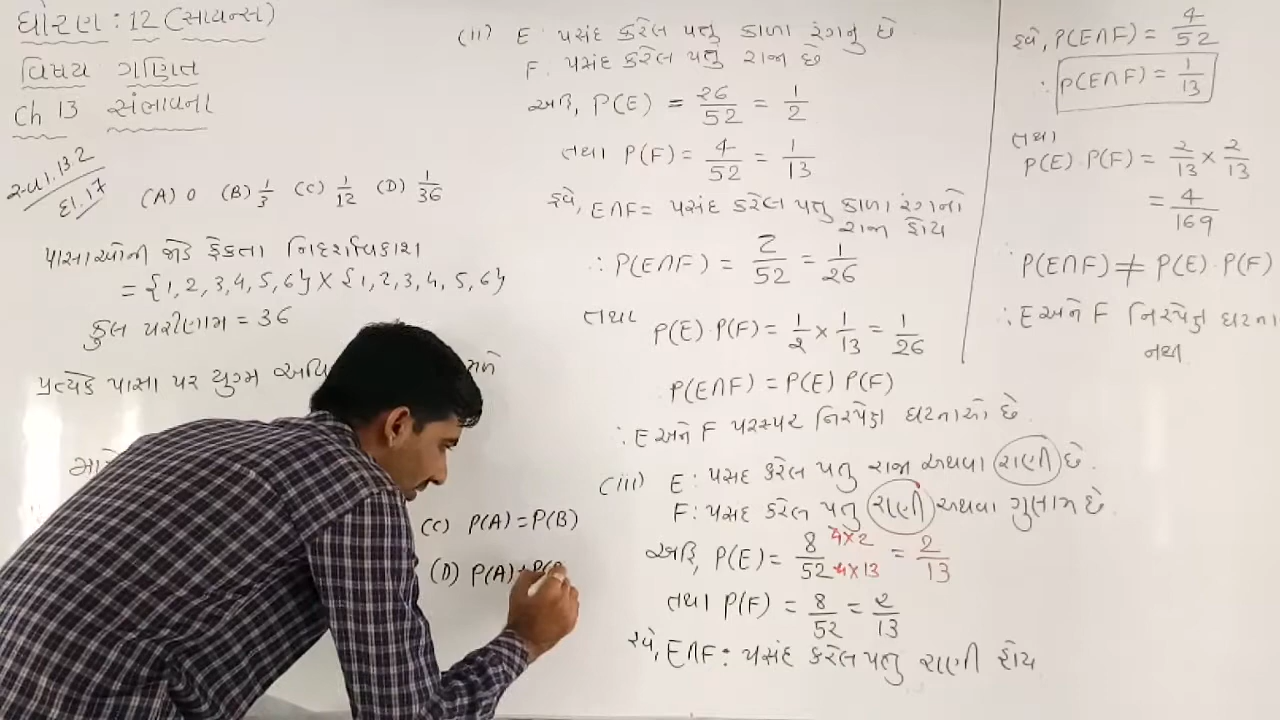 ધોરણ : 12 (સાયન્સ)
વિષય ગણિત
Ch 13 સંભાવના
સ્વા. 13.2
દા. 17
(A) 0 (B) 1/3 (C) 1/12 (D) 1/36
પાસાઓની જોડ ફેંકતા નિદર્શાવકાશ
= {1, 2, 3, 4, 5, 6} × {1, 2, 3, 4, 5, 6}
કુલ પરીણામ = 36
પ્રત્યેક પાસા પર યુગ્મ અવિ
(C) P(A) = P(B)
(D) P(A) + P(
(ii) E : પસંદ કરેલ પત્તુ કાળા રંગનું છે
F : પસંદ કરેલ પત્તુ રાજા છે
અહિં, P(E) = 26/52 = 1/2
તથા P(F) = 4/52 = 1/13
હવે, E∩F = પસંદ કરેલ પત્તુ કાળા રંગનો
રાજા હોય
∴ P(E∩F) = 2/52 = 1/26
તથા P(E) . P(F) = 1/2 × 1/13 = 1/26
P(E∩F) = P(E) P(F)
∴ E અને F પરસ્પર નિરપેક્ષ ઘટનાઓ છે.
(iii) E : પસદ કરેલ પત્તુ રાજા અથવા રાણી છે.
F : પસદ કરેલ પત્તુ રાણી અથવા ગુલામ છે.
અહિં, P(E) = 8/52 4×2/4×13 = 2/13
તથા P(F) = 8/52 = 2/13
હવે, E∩F : પસંદ કરેલ પત્તુ રાણી હોય
હવે, P(E∩F) = 4/52
∴ P(E∩F) = 1/13
તથા
P(E) . P(F) = 2/13 × 2/13
= 4/169
∴ P(E∩F) ≠ P(E) . P(F)
∴ E અને F નિરપેક્ષ ઘટના
નથી.